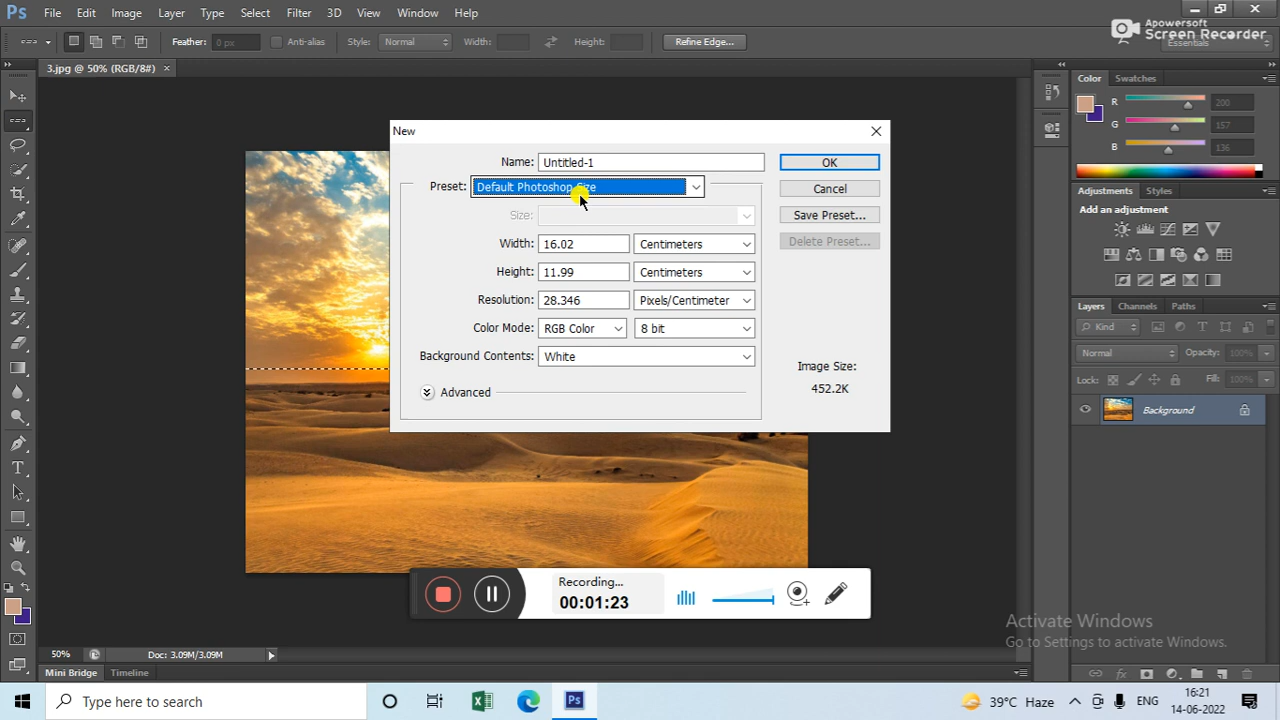 Ps File Edit Image Layer Type Select Filter 3D View Window Help
Apowersoft
Screen Recorder
Feather: 0 px Anti-alias Style: Normal Width: Height: Refine Edge... Essentials
3.jpg @ 50% (RGB/8#) ×
Color Swatches
R 200
G 157
B 136
Adjustments Styles
Add an adjustment
Layers Channels Paths
Kind
Normal Opacity: 100%
Lock: Fill: 100%
Background
New
Name: Untitled-1
Preset: Default Photoshop Size
Size:
Width: 16.02 Centimeters
Height: 11.99 Centimeters
Resolution: 28.346 Pixels/Centimeter
Color Mode: RGB Color 8 bit
Background Contents: White
Advanced
OK
Cancel
Save Preset...
Delete Preset...
Image Size:
452.2K
Recording...
00:01:23
Activate Windows
Go to Settings to activate Windows.
50% Doc: 3.09M/3.09M
Mini Bridge Timeline
Type here to search
Ps
39°C Haze
ENG
16:21
14-06-2022